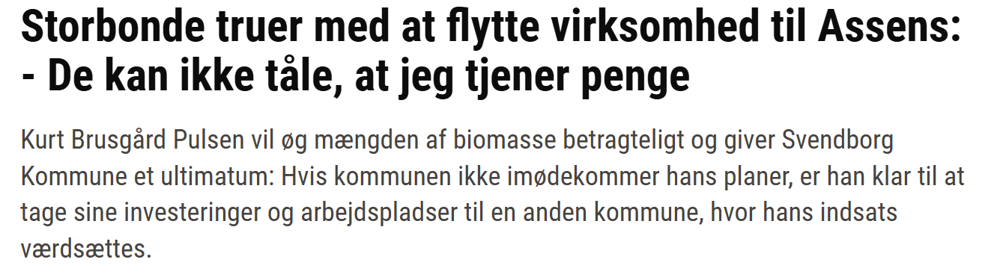 Storbonde truer med at flytte virksomhed til Assens:
- De kan ikke tåle, at jeg tjener penge
Kurt Brusgård Pulsen vil øg mængden af biomasse betragteligt og giver Svendborg
Kommune et ultimatum: Hvis kommunen ikke imødekommer hans planer, er han klar til at
tage sine investeringer og arbejdspladser til en anden kommune, hvor hans indsats
værdsættes.